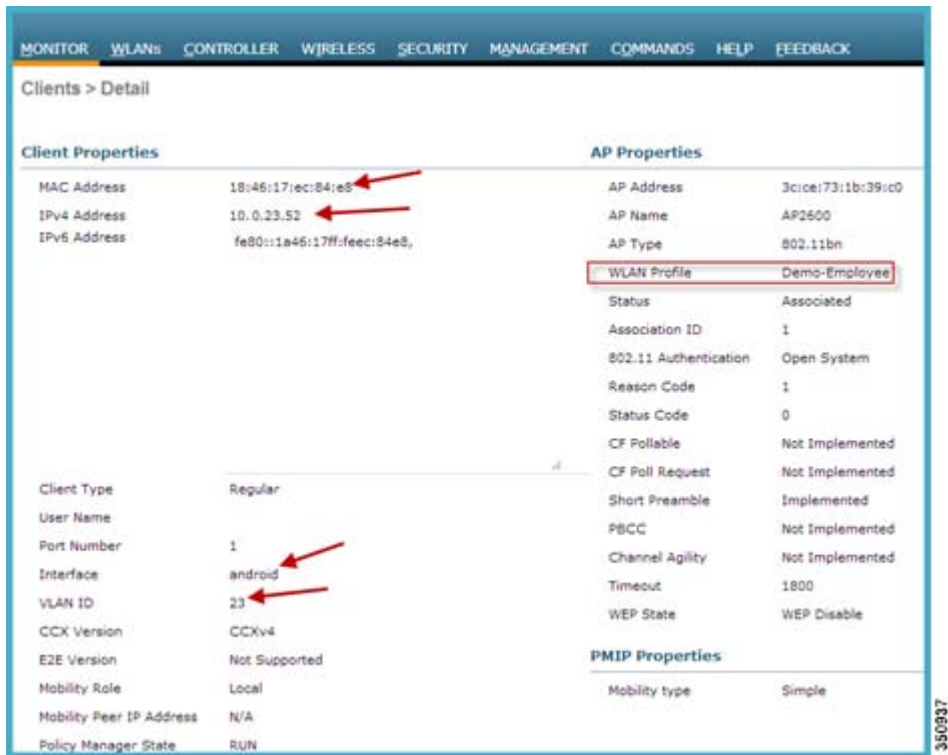 MONITOR WLANs CONTROLLER WIRELESS SECURITY MANAGEMENT COMMANDS HELP FEEDBACK
Clients > Detail
Client Properties
MAC Address 18:46:17:ec:84:e8
IPv4 Address 10.0.23.52
IPv6 Address fe80::1a46:17ff:feec:84e8,
Client Type Regular
User Name
Port Number 1
Interface android
VLAN ID 23
CCX Version CCXv4
E2E Version Not Supported
Mobility Role Local
Mobility Peer IP Address N/A
Policy Manager State RUN
AP Properties
AP Address 3c:ce:73:1b:39:c0
AP Name AP2600
AP Type 802.11bn
WLAN Profile Demo-Employee
Status Associated
Association ID 1
802.11 Authentication Open System
Reason Code 1
Status Code 0
CF Pollable Not Implemented
CF Poll Request Not Implemented
Short Preamble Implemented
PBCC Not Implemented
Channel Agility Not Implemented
Timeout 1800
WEP State WEP Disable
PMIP Properties
Mobility type Simple
350937